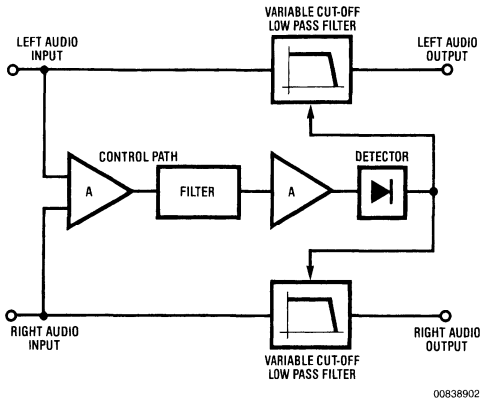 VARIABLE CUT-OFF
LOW PASS FILTER
LEFT AUDIO
INPUT
LEFT AUDIO
OUTPUT
CONTROL PATH
DETECTOR
A
FILTER
A
RIGHT AUDIO
INPUT
RIGHT AUDIO
OUTPUT
VARIABLE CUT-OFF
LOW PASS FILTER
00838902